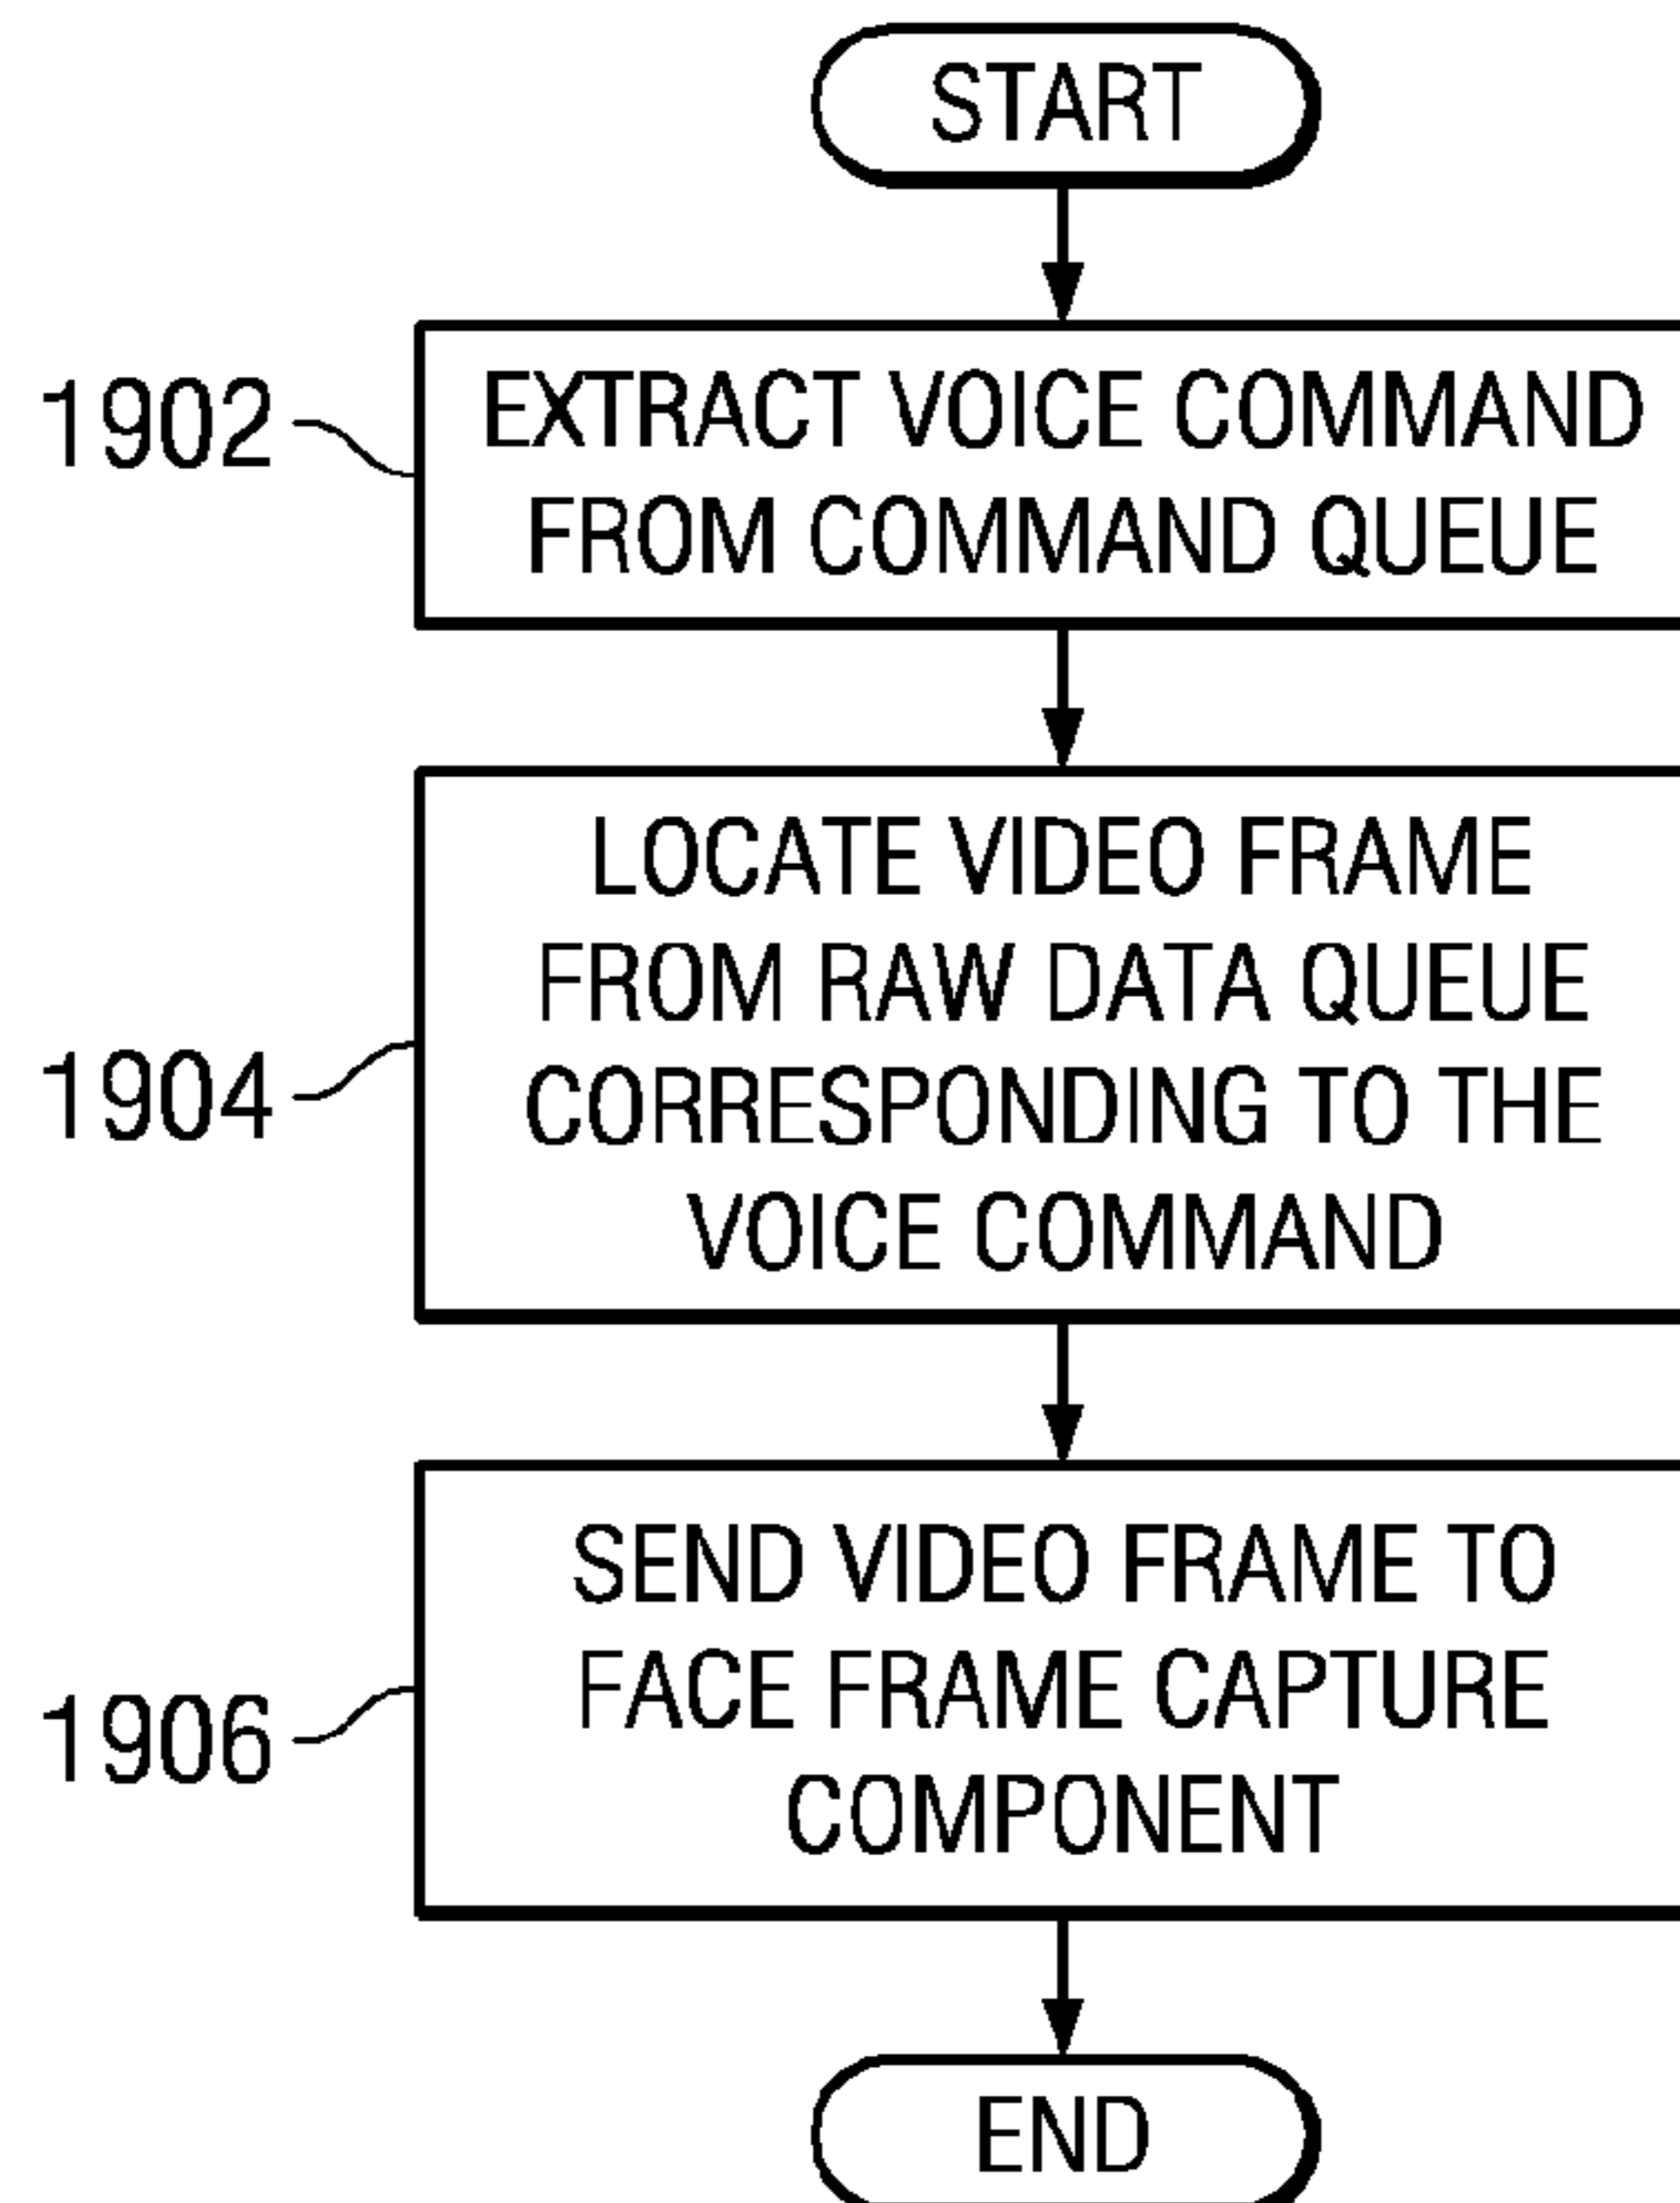 START
1902
EXTRACT VOICE COMMAND
FROM COMMAND QUEUE
1904
LOCATE VIDEO FRAME
FROM RAW DATA QUEUE
CORRESPONDING TO THE
VOICE COMMAND
1906
SEND VIDEO FRAME TO
FACE FRAME CAPTURE
COMPONENT
END